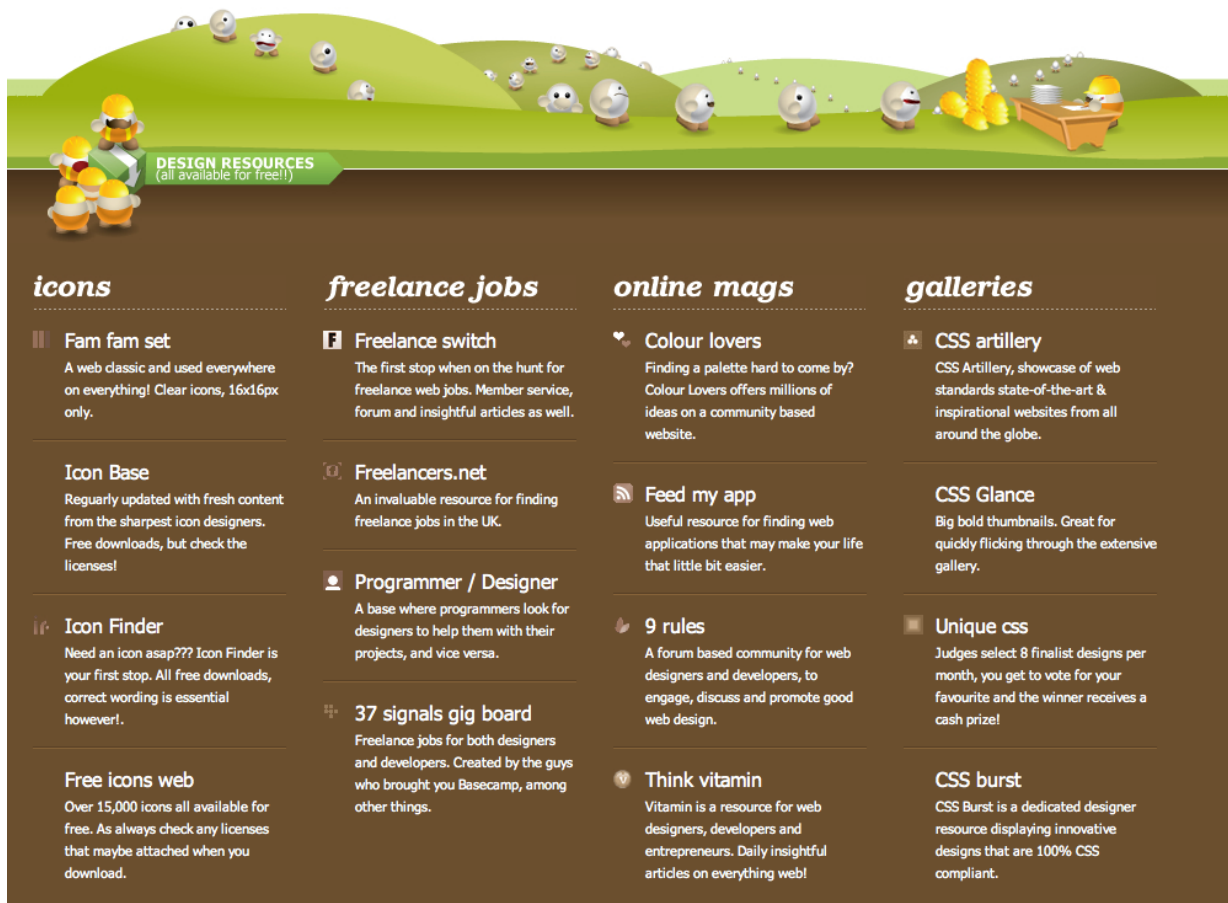 DESIGN RESOURCES
(all available for free!!)
icons
Fam fam set
A web classic and used everywhere
on everything! Clear icons, 16x16px
only.
Icon Base
Reguarly updated with fresh content
from the sharpest icon designers.
Free downloads, but check the
licenses!
Icon Finder
Need an icon asap??? Icon Finder is
your first stop. All free downloads,
correct wording is essential
however!.
Free icons web
Over 15,000 icons all available for
free. As always check any licenses
that maybe attached when you
download.
freelance jobs
F
Freelance switch
The first stop when on the hunt for
freelance web jobs. Member service,
forum and insightful articles as well.
Freelancers.net
An invaluable resource for finding
freelance jobs in the UK.
Programmer / Designer
A base where programmers look for
designers to help them with their
projects, and vice versa.
37 signals gig board
Freelance jobs for both designers
and developers. Created by the guys
who brought you Basecamp, among
other things.
online mags
Colour lovers
Finding a palette hard to come by?
Colour Lovers offers millions of
ideas on a community based
website.
Feed my app
Useful resource for finding web
applications that may make your life
that little bit easier.
9 rules
A forum based community for web
designers and developers, to
engage, discuss and promote good
web design.
Think vitamin
Vitamin is a resource for web
designers, developers and
entrepreneurs. Daily insightful
articles on everything web!
galleries
CSS artillery
CSS Artillery, showcase of web
standards state-of-the-art &
inspirational websites from all
around the globe.
CSS Glance
Big bold thumbnails. Great for
quickly flicking through the extensive
gallery.
Unique css
Judges select 8 finalist designs per
month, you get to vote for your
favourite and the winner receives a
cash prize!
CSS burst
CSS Burst is a dedicated designer
resource displaying innovative
designs that are 100% CSS
compliant.